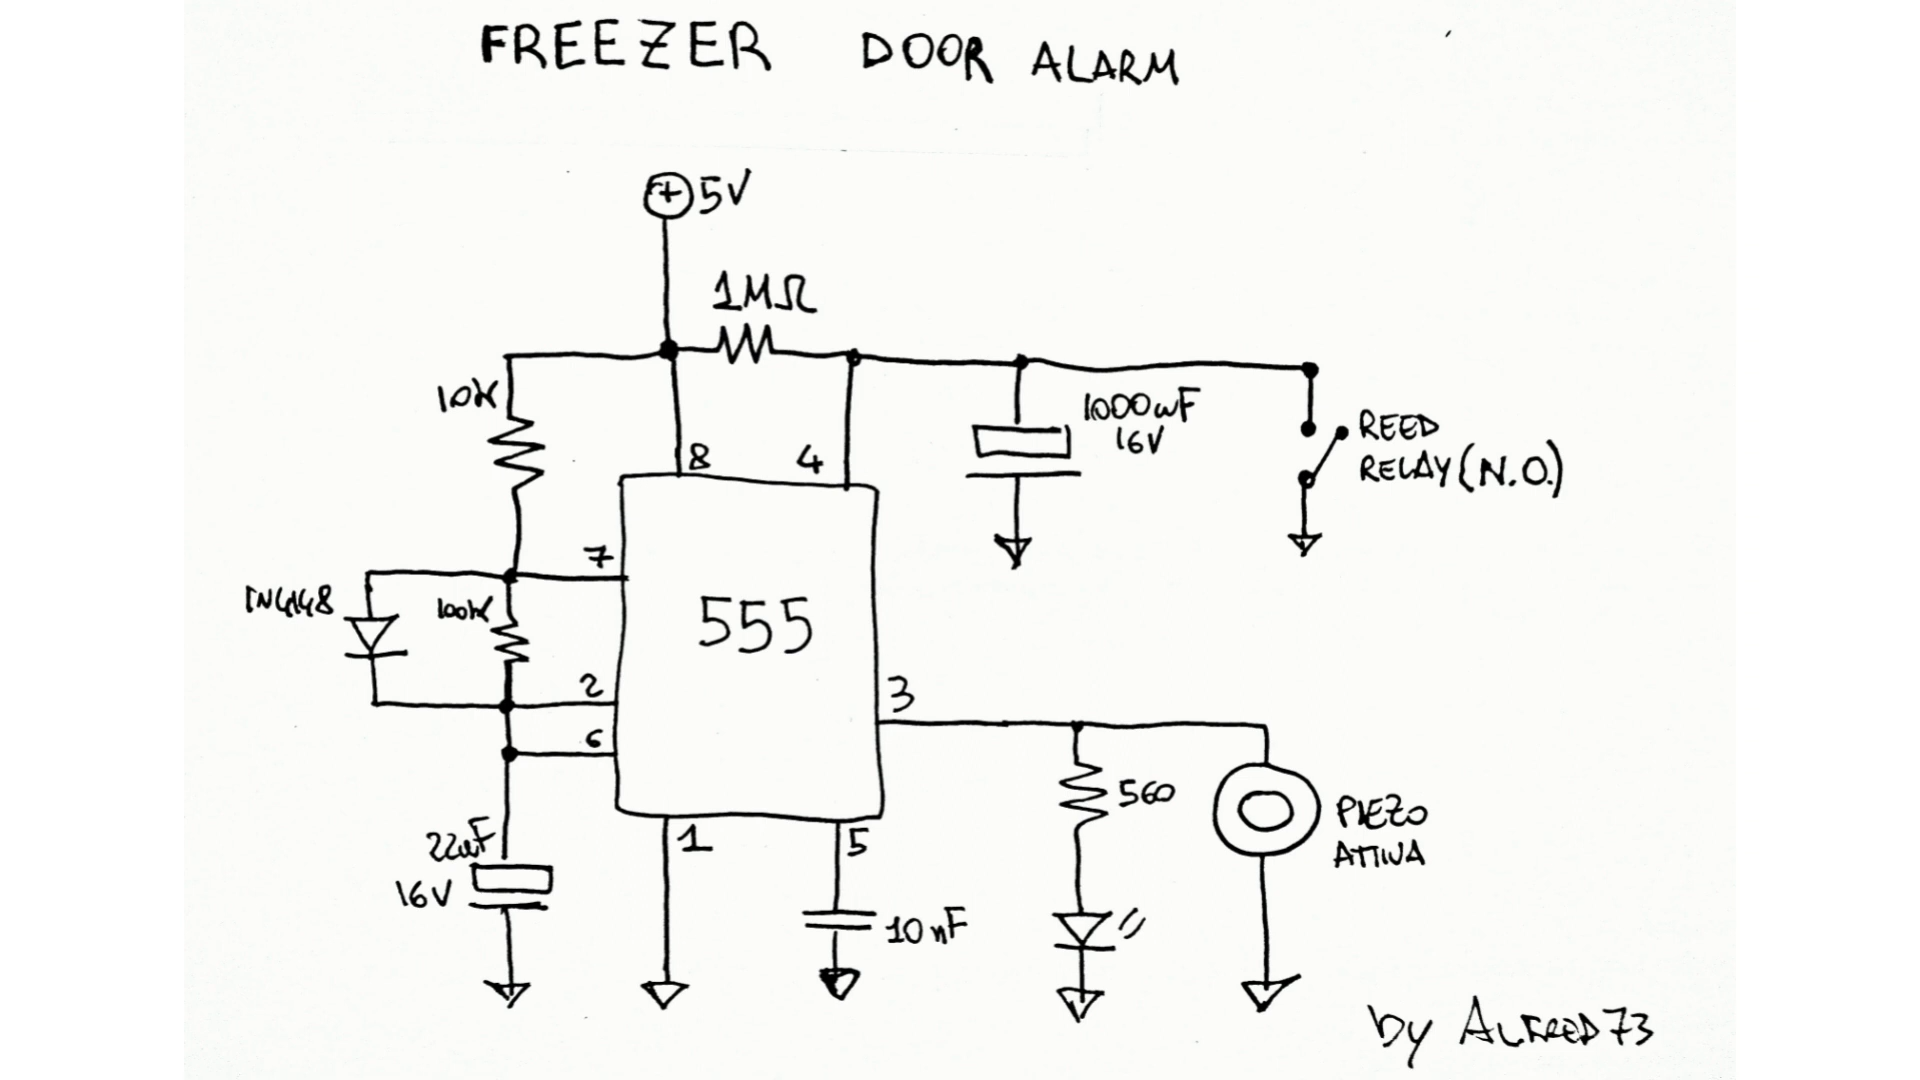 FREEZER DOOR ALARM
+ 5V
1MΩ
10K
1000uF
16V
REED
RELAY (N.O.)
8
4
7
1N4148
100K
555
2
3
6
560
PIEZO
ATTIVA
22uF
16V
1
5
10nF
by ALFRED73